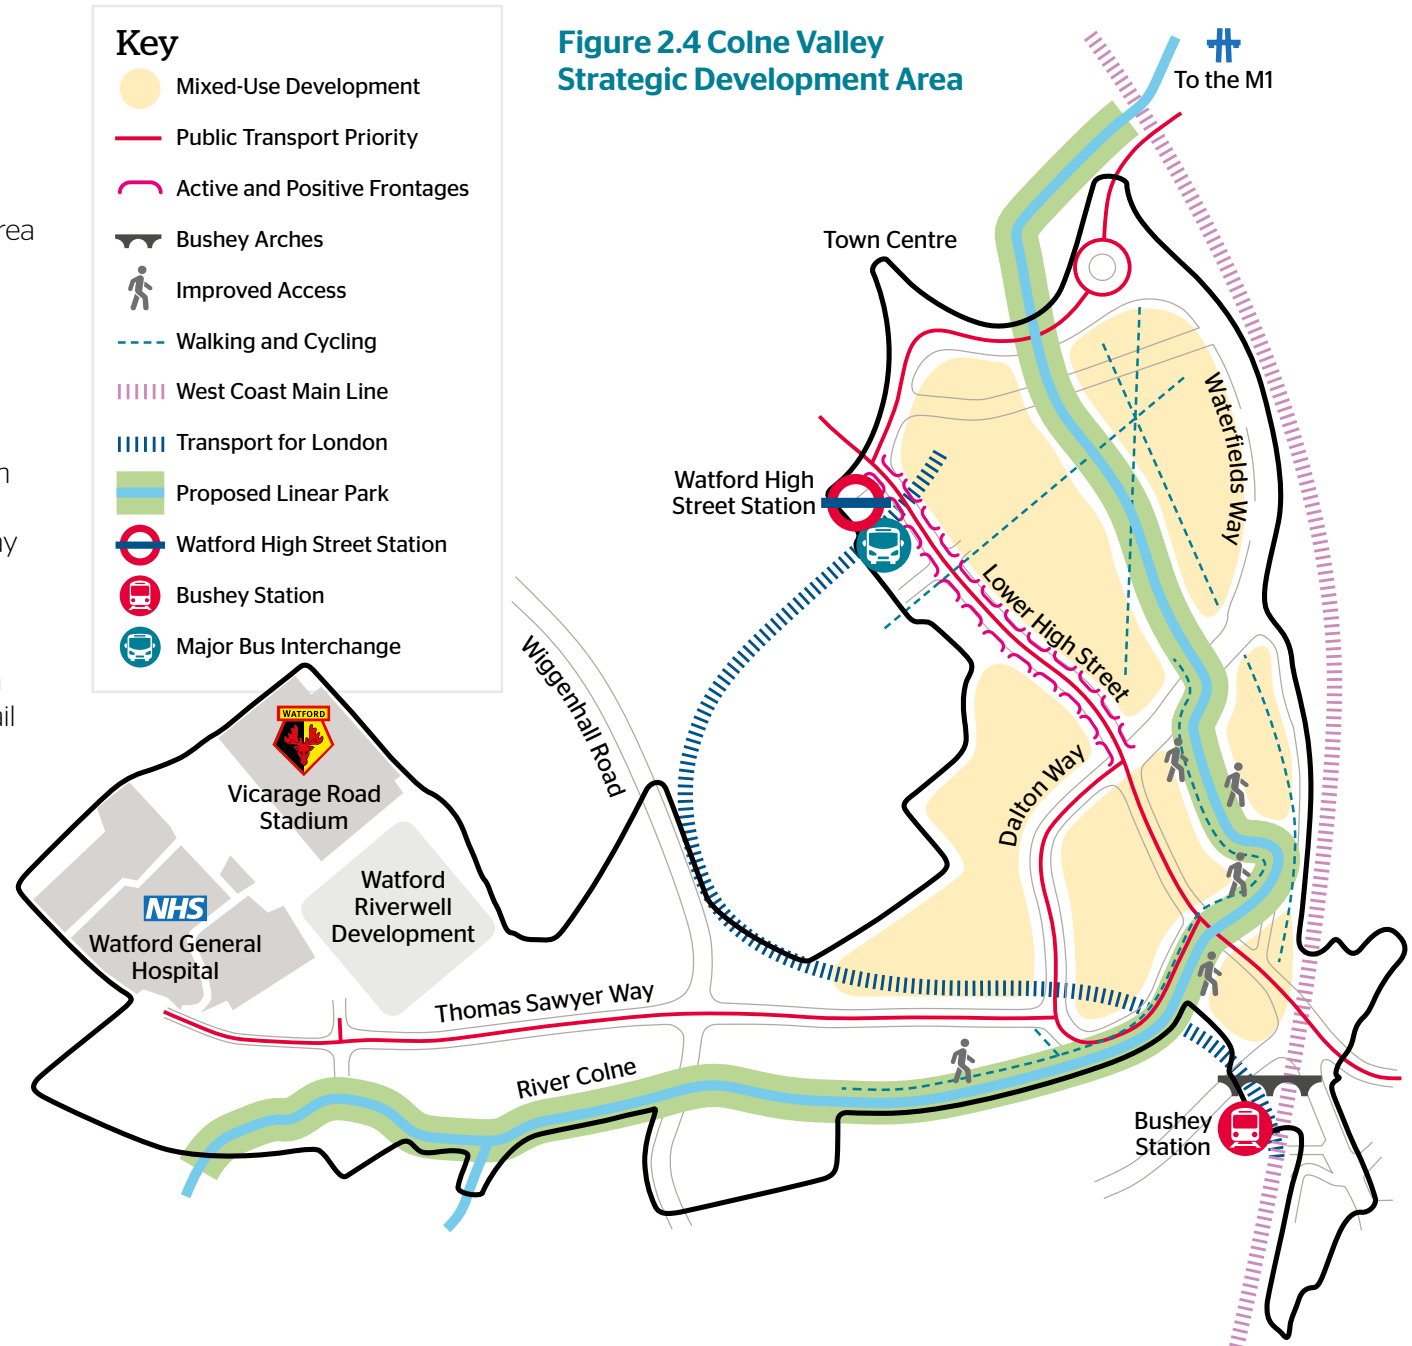 Key
Mixed-Use Development
Public Transport Priority
Active and Positive Frontages
Bushey Arches
Improved Access
Walking and Cycling
West Coast Main Line
Transport for London
Proposed Linear Park
Watford High Street Station
Bushey Station
Major Bus Interchange
Figure 2.4 Colne Valley
Strategic Development Area
To the M1
Town Centre
Waterfields Way
Watford High
Street Station
Lower High Street
Wiggenhall Road
Dalton Way
WATFORD
Vicarage Road
Stadium
Watford
Riverwell
Development
NHS
Watford General
Hospital
Thomas Sawyer Way
River Colne
Bushey
Station